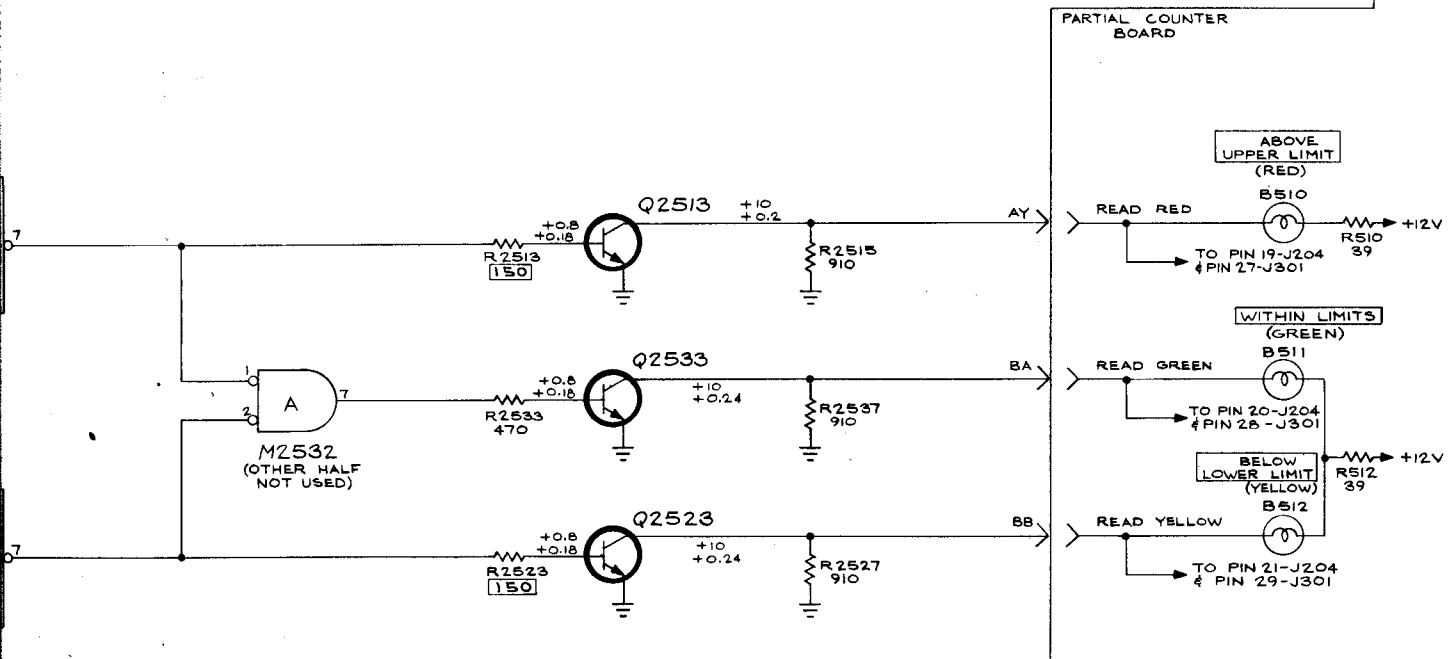 PARTIAL COUNTER
BOARD
ABOVE
UPPER LIMIT
(RED)
B510
7
+0.8
+0.18
R2513
150
Q2513
+10
+0.2
R2515
910
AY
READ RED
R510
39
+12V
TO PIN 19-J204
& PIN 27-J301
WITHIN LIMITS
(GREEN)
B511
1
2
A
7
M2532
(OTHER HALF
NOT USED)
+0.8
+0.18
R2533
470
Q2533
+10
+0.24
R2537
910
BA
READ GREEN
TO PIN 20-J204
& PIN 28-J301
R512
39
+12V
BELOW
LOWER LIMIT
(YELLOW)
B512
7
+0.8
+0.18
R2523
150
Q2523
+10
+0.24
R2527
910
BB
READ YELLOW
TO PIN 21-J204
& PIN 29-J301